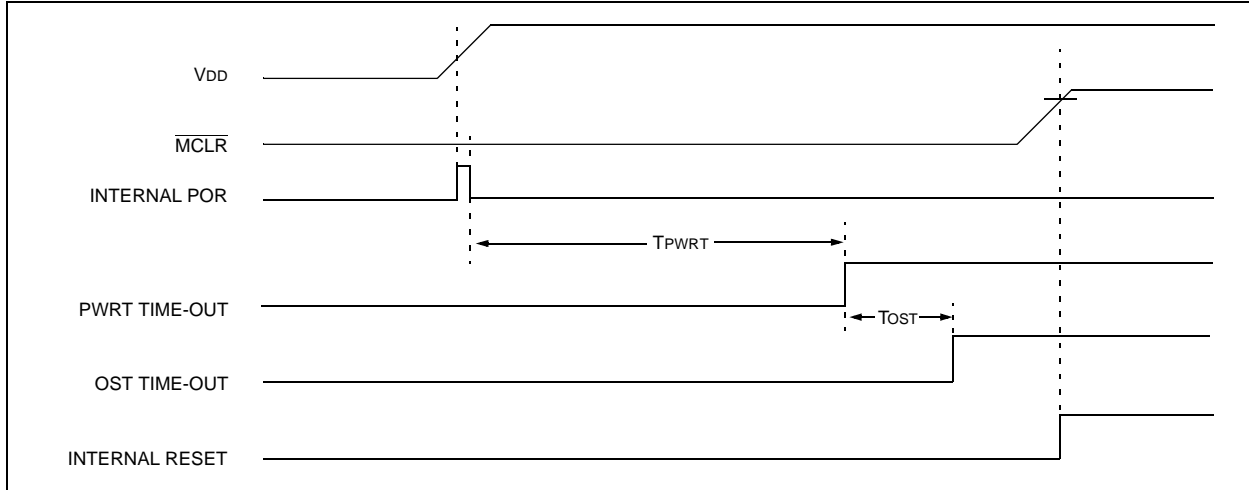 VDD
MCLR
INTERNAL POR
TPWRT
PWRT TIME-OUT
TOST
OST TIME-OUT
INTERNAL RESET